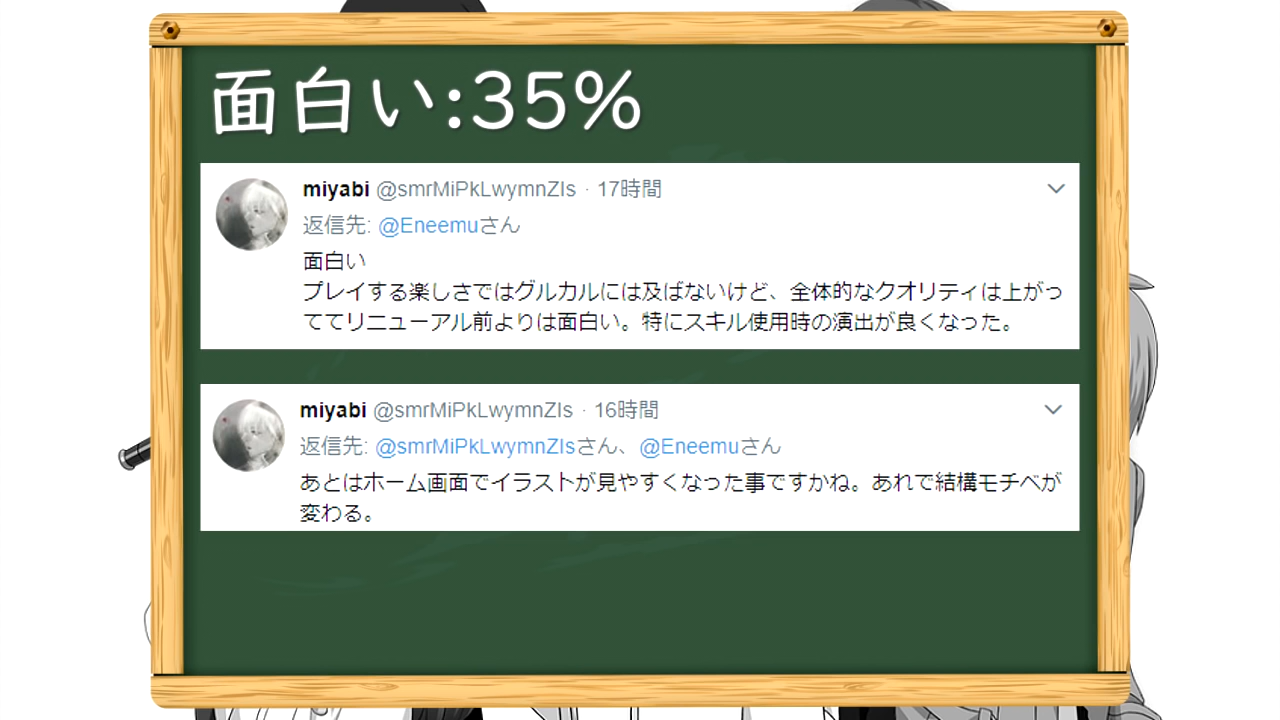 面白い:35%
miyabi @smrMiPkLwymnZIs · 17時間
返信先: @Eneemuさん
面白い
プレイする楽しさではグルカルには及ばないけど、全体的なクオリティは上がっ
ててリニューアル前よりは面白い。特にスキル使用時の演出が良くなった。
miyabi @smrMiPkLwymnZIs · 16時間
返信先: @smrMiPkLwymnZIsさん、@Eneemuさん
あとはホーム画面でイラストが見やすくなった事ですかね。あれで結構モチベが
変わる。